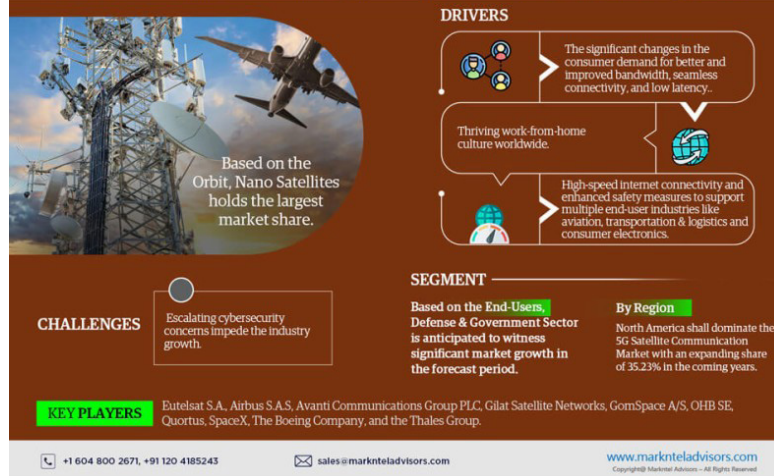 Based on the
Orbit, Nano Satellites
holds the largest
market share.
DRIVERS
The significant changes in the
consumer demand for better and
improved bandwidth, seamless
connectivity, and low latency..
Thriving work-from-home
culture worldwide.
High-speed internet connectivity and
enhanced safety measures to support
multiple end-user industries like
aviation, transportation & logistics and
consumer electronics.
CHALLENGES
Escalating cybersecurity
concerns impede the industry
growth.
SEGMENT
Based on the End-Users,
Defense & Government Sector
is anticipated to witness
significant market growth in
the forecast period.
By Region
North America shall dominate the
5G Satellite Communication
Market with an expanding share
of 35.23% in the coming years.
KEY PLAYERS
Eutelsat S.A., Airbus S.A.S, Avanti Communications Group PLC, Gilat Satellite Networks, GomSpace A/S, OHB SE,
Quortus, SpaceX, The Boeing Company, and the Thales Group.
+1 604 800 2671, +91 120 4185243
sales@marknteladvisors.com
www.marknteladvisors.com
Copyright@ Markntel Advisors - All Rights Reserved